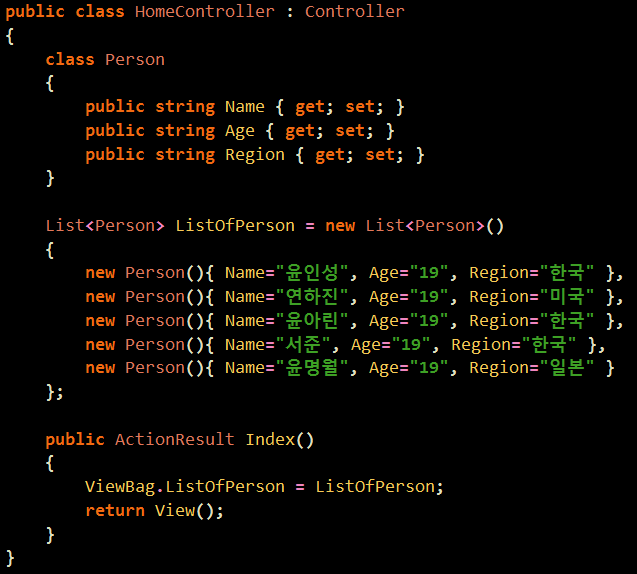 public class HomeController : Controller
{
    class Person
    {
        public string Name { get; set; }
        public string Age { get; set; }
        public string Region { get; set; }
    }

    List<Person> ListOfPerson = new List<Person>()
    {
        new Person(){ Name="윤인성", Age="19", Region="한국" },
        new Person(){ Name="연하진", Age="19", Region="미국" },
        new Person(){ Name="윤아린", Age="19", Region="한국" },
        new Person(){ Name="서준", Age="19", Region="한국" },
        new Person(){ Name="윤명월", Age="19", Region="일본" }
    };

    public ActionResult Index()
    {
        ViewBag.ListOfPerson = ListOfPerson;
        return View();
    }
}